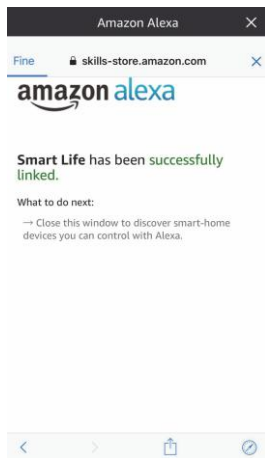 Amazon Alexa
Fine skills-store.amazon.com
amazon alexa
Smart Life has been successfully
linked.
What to do next:
→ Close this window to discover smart-home
devices you can control with Alexa.